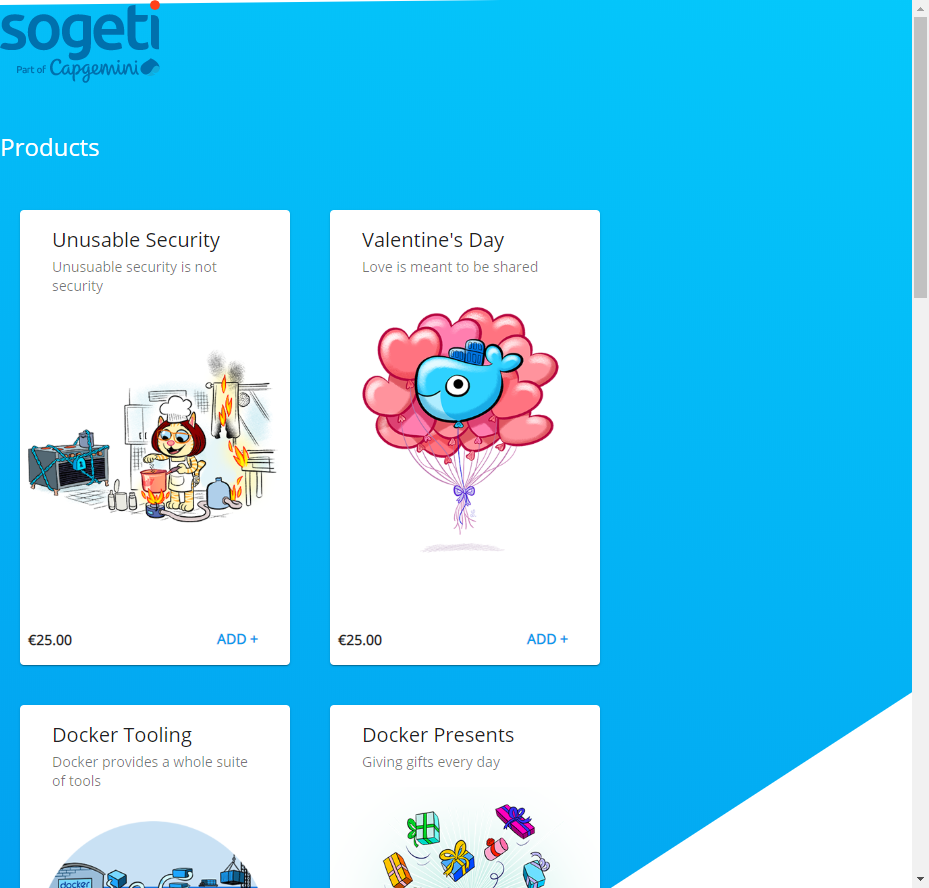 sogeti
Part of Capgemini
Products
Unusable Security
Unusuable security is not
security
€25.00
ADD +
Valentine's Day
Love is meant to be shared
€25.00
ADD +
Docker Tooling
Docker provides a whole suite
of tools
docker
Docker Presents
Giving gifts every day